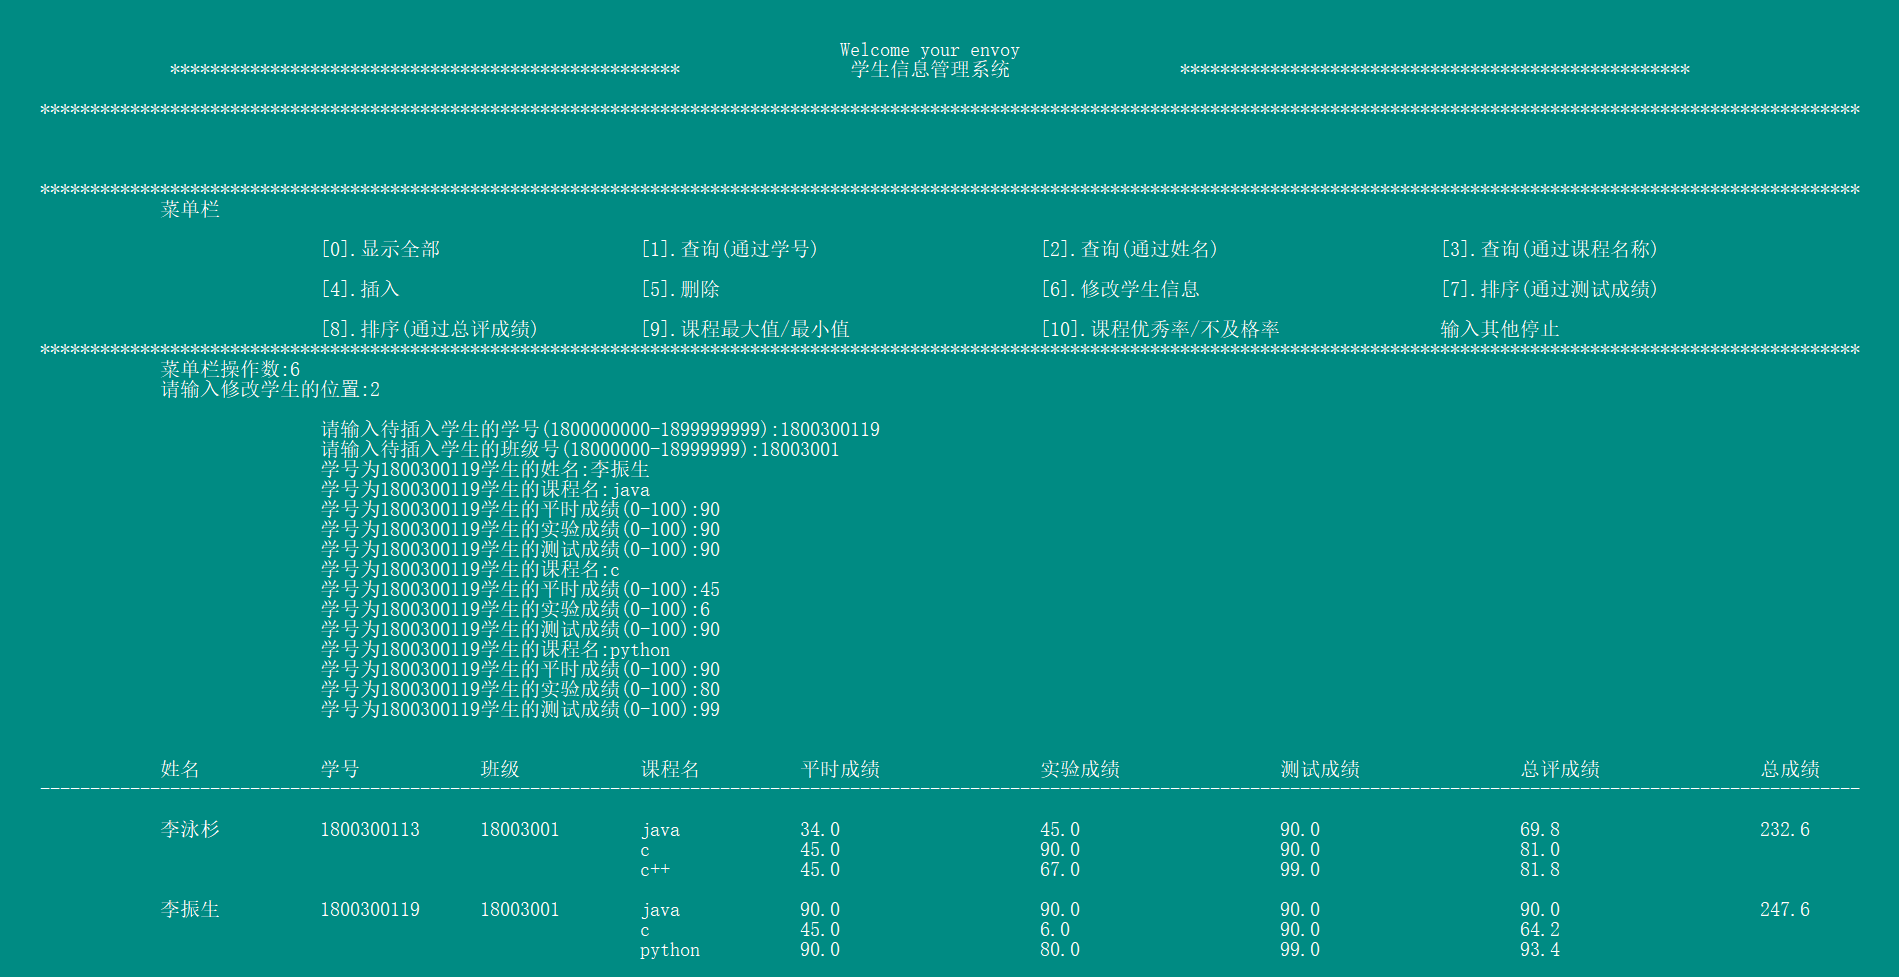 Welcome your envoy
*************************************************** 学生信息管理系统 ***************************************************
**************************************************************************************************************************************************************************************
**************************************************************************************************************************************************************************************
菜单栏
[0].显示全部 [1].查询(通过学号) [2].查询(通过姓名) [3].查询(通过课程名称)
[4].插入 [5].删除 [6].修改学生信息 [7].排序(通过测试成绩)
[8].排序(通过总评成绩) [9].课程最大值/最小值 [10].课程优秀率/不及格率 输入其他停止
**************************************************************************************************************************************************************************************
菜单栏操作数:6
请输入修改学生的位置:2
请输入待插入学生的学号(1800000000-1899999999):1800300119
请输入待插入学生的班级号(18000000-18999999):18003001
学号为1800300119学生的姓名:李振生
学号为1800300119学生的课程名:java
学号为1800300119学生的平时成绩(0-100):90
学号为1800300119学生的实验成绩(0-100):90
学号为1800300119学生的测试成绩(0-100):90
学号为1800300119学生的课程名:c
学号为1800300119学生的平时成绩(0-100):45
学号为1800300119学生的实验成绩(0-100):6
学号为1800300119学生的测试成绩(0-100):90
学号为1800300119学生的课程名:python
学号为1800300119学生的平时成绩(0-100):90
学号为1800300119学生的实验成绩(0-100):80
学号为1800300119学生的测试成绩(0-100):99
姓名 学号 班级 课程名 平时成绩 实验成绩 测试成绩 总评成绩 总成绩
--------------------------------------------------------------------------------------------------------------------------------------------------------------------------------------
李泳杉 1800300113 18003001 java 34.0 45.0 90.0 69.8 232.6
c 45.0 90.0 90.0 81.0
c++ 45.0 67.0 99.0 81.8
李振生 1800300119 18003001 java 90.0 90.0 90.0 90.0 247.6
c 45.0 6.0 90.0 64.2
python 90.0 80.0 99.0 93.4